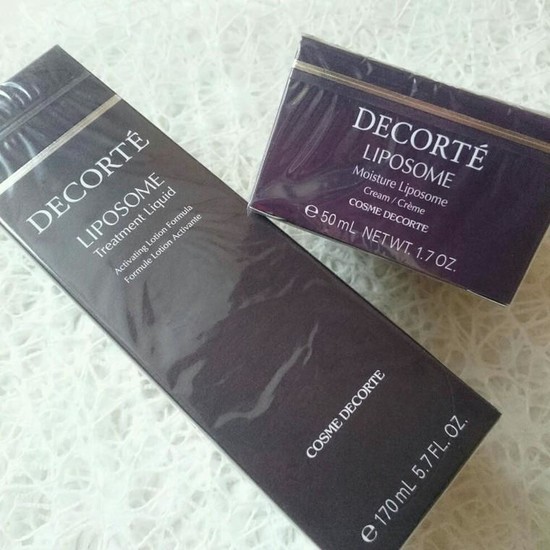 DECORTÉ
LIPOSOME
Treatment Liquid
Activating Lotion Formula
Formule Lotion Activante
COSME DECORTE
℮ 170 mL 5.7 FL. OZ.
DECORTÉ
LIPOSOME
Moisture Liposome
Cream / Crème
COSME DECORTE
℮ 50 mL NET WT. 1.7 OZ.